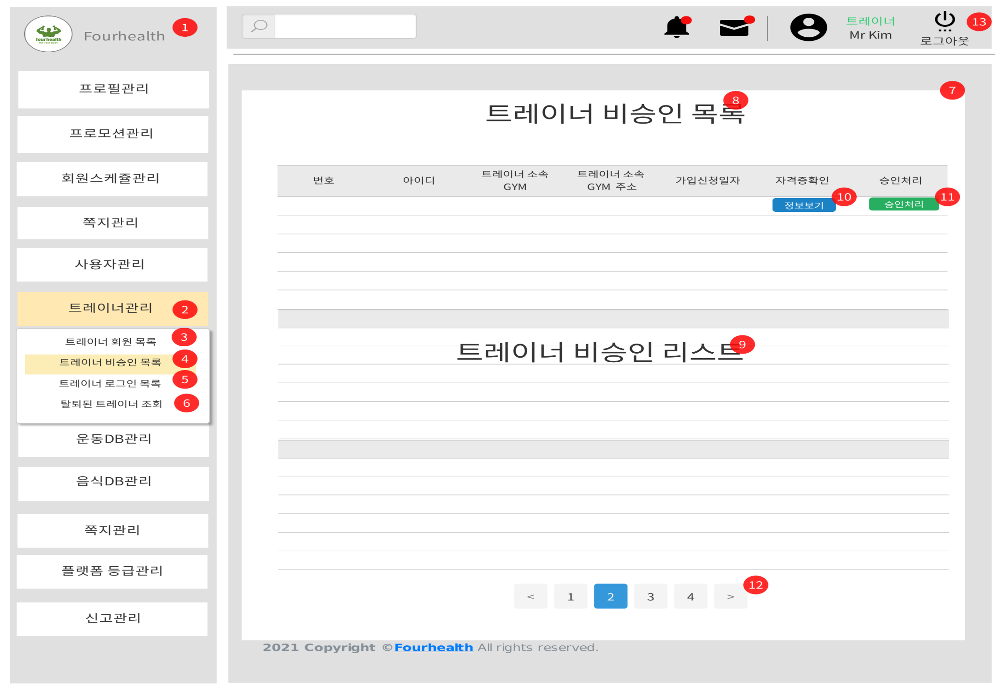 fourhealth
for your body
Fourhealth
1
프로필관리
프로모션관리
회원스케쥴관리
쪽지관리
사용자관리
트레이너관리
2
트레이너 회원 목록
3
트레이너 비승인 목록
4
트레이너 로그인 목록
5
탈퇴된 트레이너 조회
6
운동DB관리
음식DB관리
쪽지관리
플랫폼 등급관리
신고관리
트레이너
Mr Kim
로그아웃
13
7
트레이너 비승인 목록
8
번호
아이디
트레이너 소속
GYM
트레이너 소속
GYM 주소
가입신청일자
자격증확인
승인처리
정보보기
10
승인처리
11
트레이너 비승인 리스트
9
< 1 2 3 4 >
12
2021 Copyright ©Fourhealth All rights reserved.